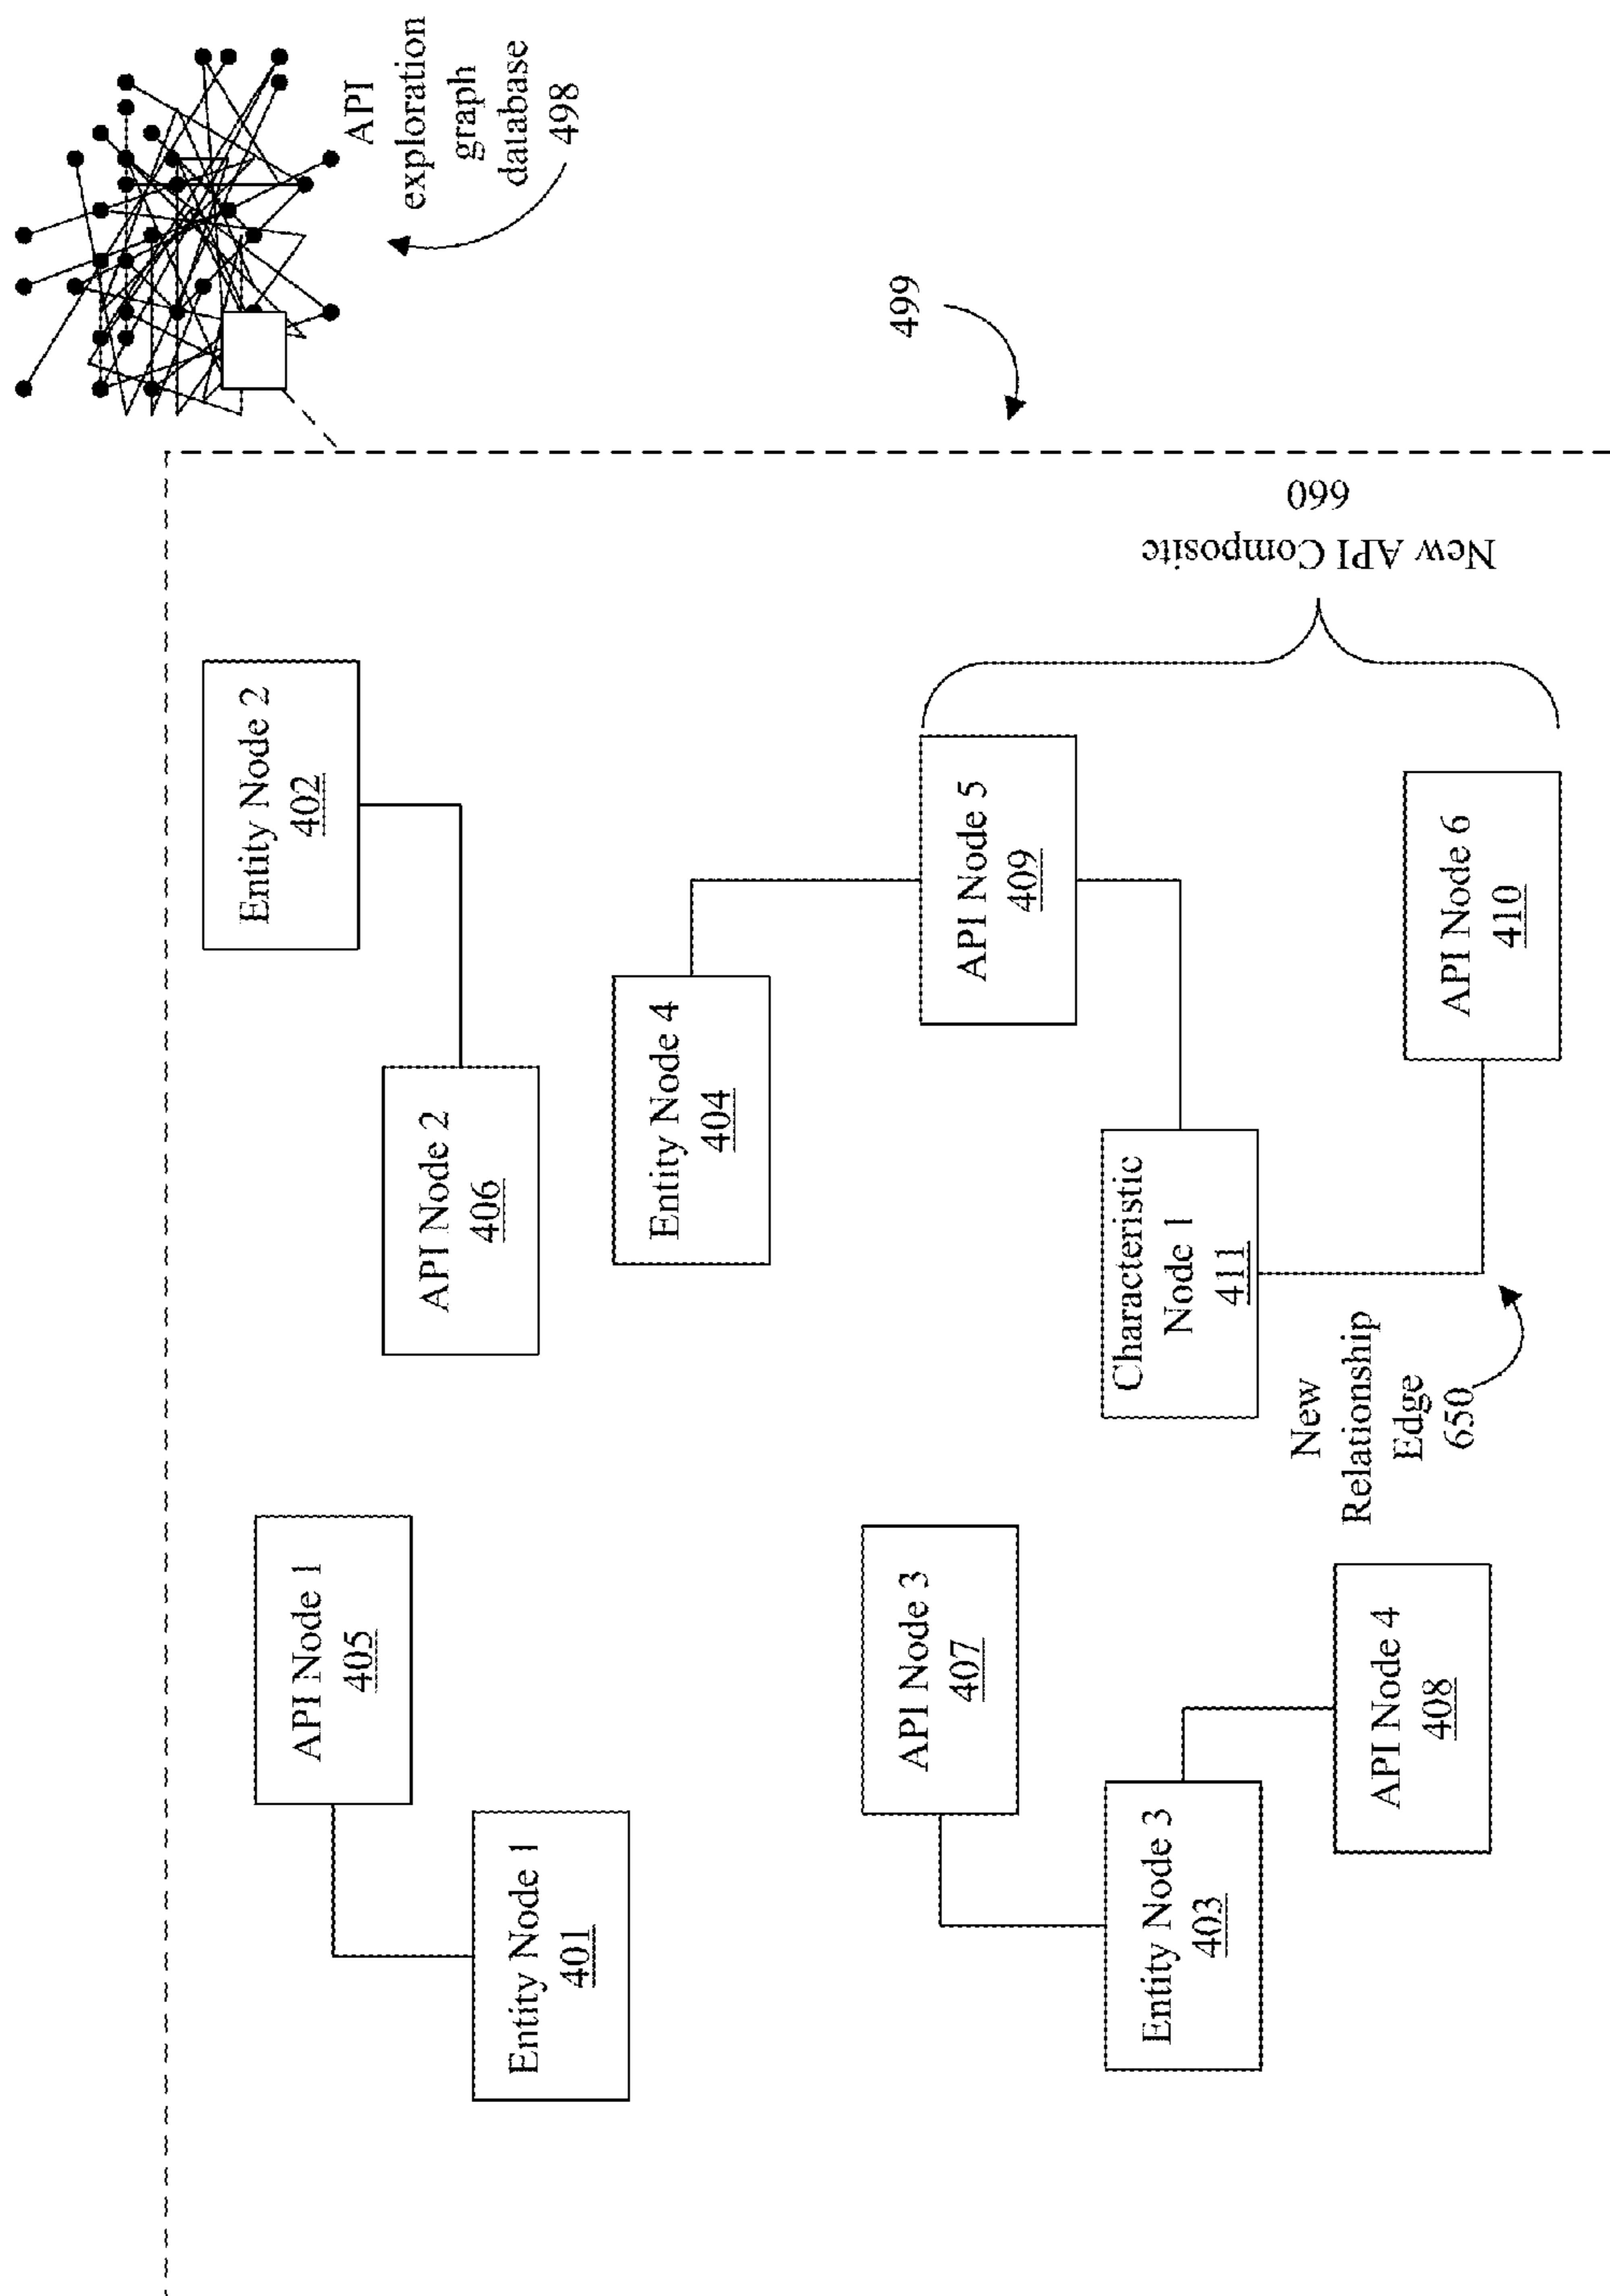 API
exploration
graph
database
498
499
Entity Node 2
402
API Node 2
406
API Node 1
405
Entity Node 1
401
Entity Node 4
404
API Node 5
409
New API Composite
660
Characteristic
Node 1
411
API Node 6
410
New
Relationship
Edge
650
API Node 3
407
Entity Node 3
403
API Node 4
408